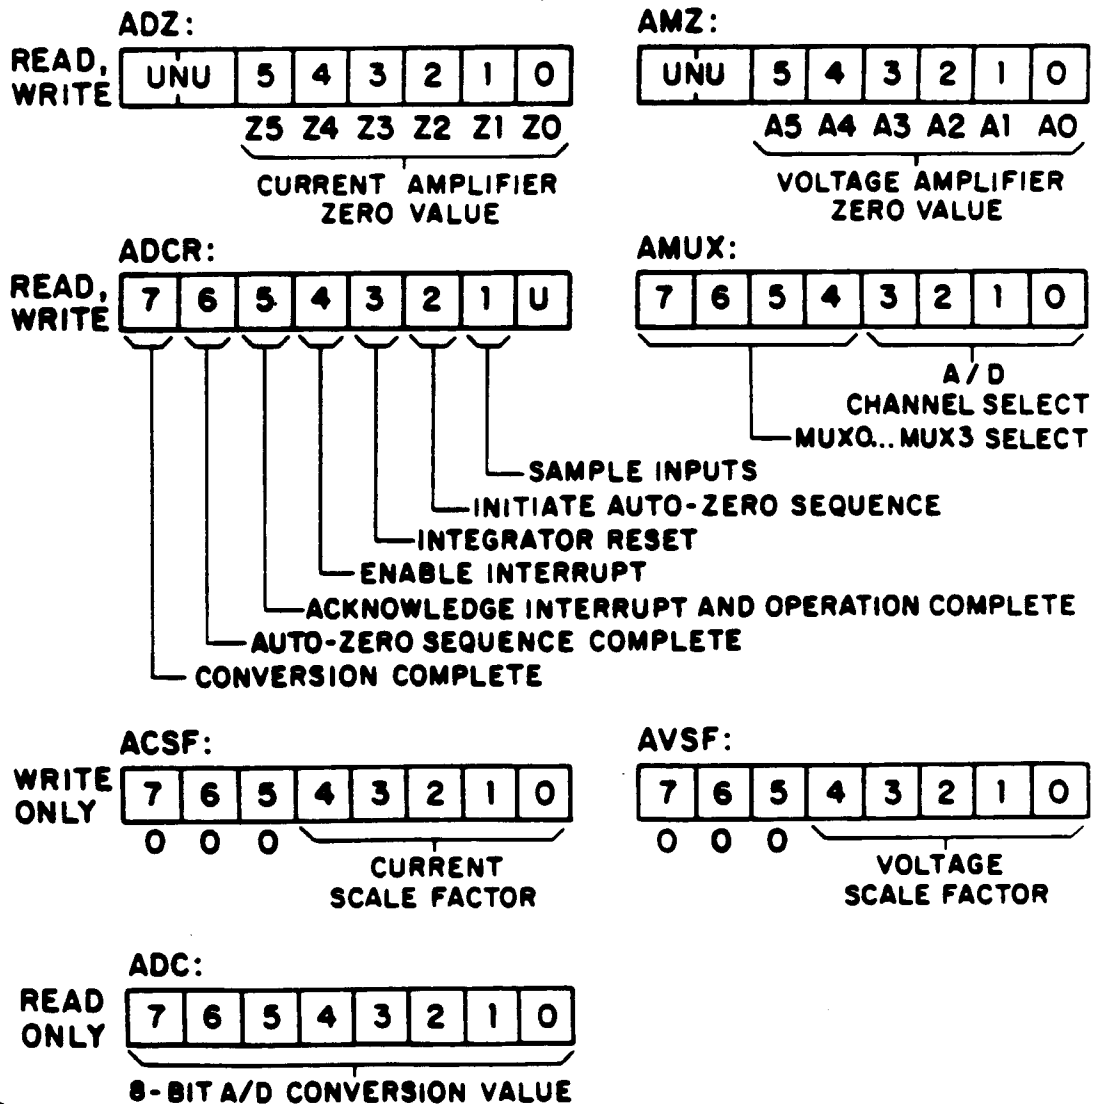 ADZ:
READ, WRITE
UNU 5 4 3 2 1 0
Z5 Z4 Z3 Z2 Z1 Z0
CURRENT AMPLIFIER
ZERO VALUE
AMZ:
UNU 5 4 3 2 1 0
A5 A4 A3 A2 A1 A0
VOLTAGE AMPLIFIER
ZERO VALUE
ADCR:
READ, WRITE
7 6 5 4 3 2 1 U
AMUX:
7 6 5 4 3 2 1 0
A/D
CHANNEL SELECT
MUX0...MUX3 SELECT
SAMPLE INPUTS
INITIATE AUTO-ZERO SEQUENCE
INTEGRATOR RESET
ENABLE INTERRUPT
ACKNOWLEDGE INTERRUPT AND OPERATION COMPLETE
AUTO-ZERO SEQUENCE COMPLETE
CONVERSION COMPLETE
ACSF:
WRITE ONLY
7 6 5 4 3 2 1 0
0 0 0
CURRENT
SCALE FACTOR
AVSF:
7 6 5 4 3 2 1 0
0 0 0
VOLTAGE
SCALE FACTOR
ADC:
READ ONLY
7 6 5 4 3 2 1 0
8-BIT A/D CONVERSION VALUE